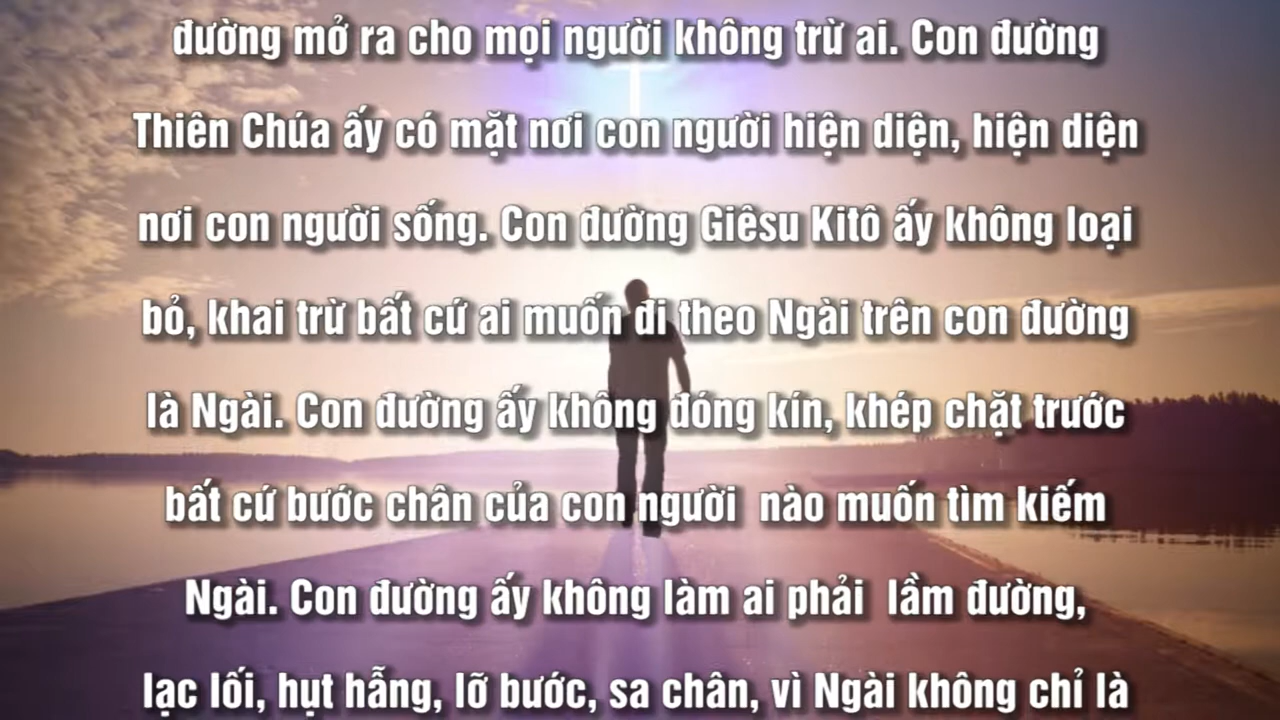 đường mở ra cho mọi người không trừ ai. Con đường
Thiên Chúa ấy có mặt nơi con người hiện diện, hiện diện
nơi con người sống. Con đường Giêsu Kitô ấy không loại
bỏ, khai trừ bất cứ ai muốn đi theo Ngài trên con đường
là Ngài. Con đường ấy không đóng kín, khép chặt trước
bất cứ bước chân của con người nào muốn tìm kiếm
Ngài. Con đường ấy không làm ai phải lầm đường,
lạc lối, hụt hẫng, lỡ bước, sa chân, vì Ngài không chỉ là